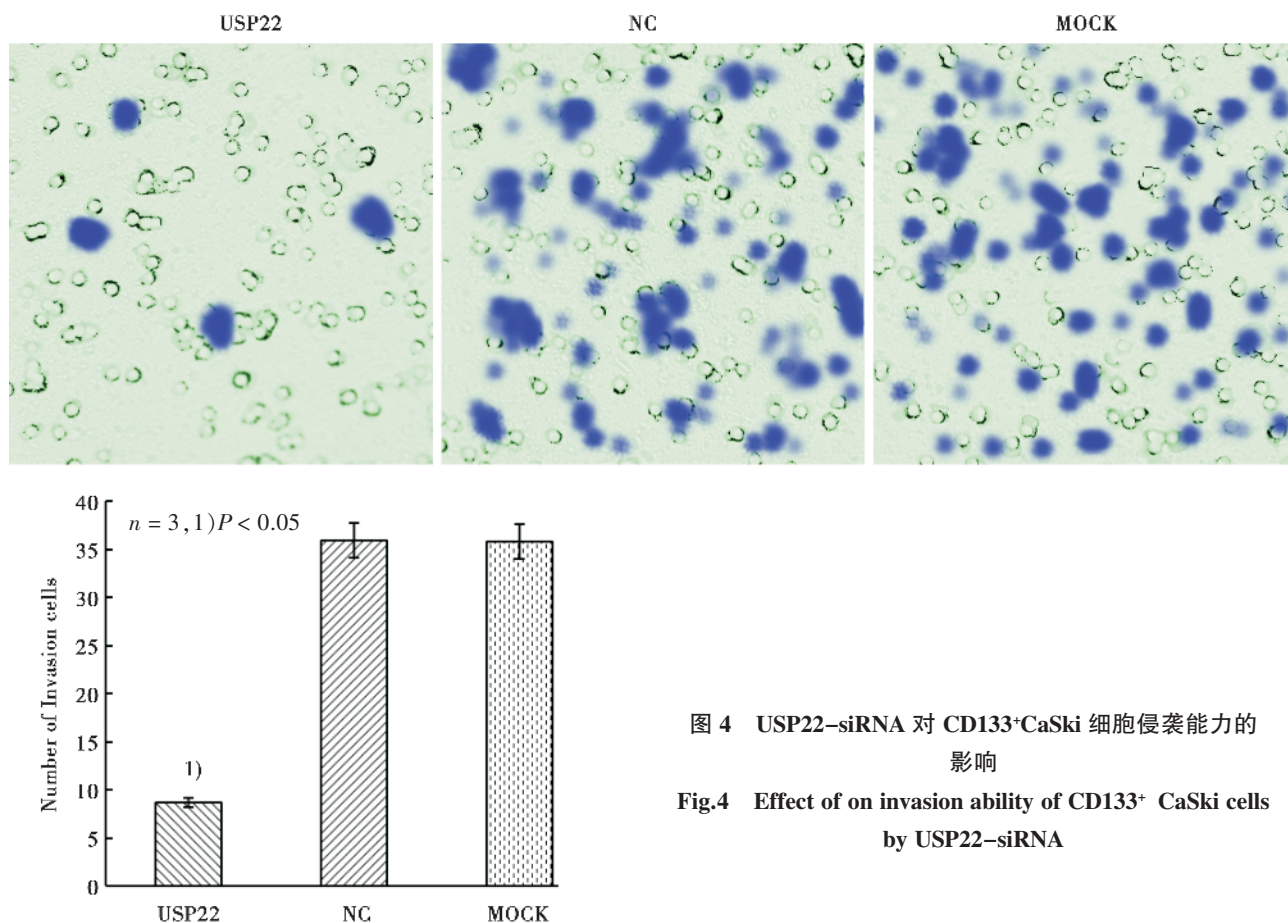 USP22
NC
MOCK
40
35
30
25
20
15
10
5
0
Number of Invasion cells
n = 3,1)P < 0.05
1)
USP22
NC
MOCK
图 4 USP22-siRNA 对 CD133⁺CaSki 细胞侵袭能力的
影响
Fig.4 Effect of on invasion ability of CD133⁺ CaSki cells
by USP22-siRNA